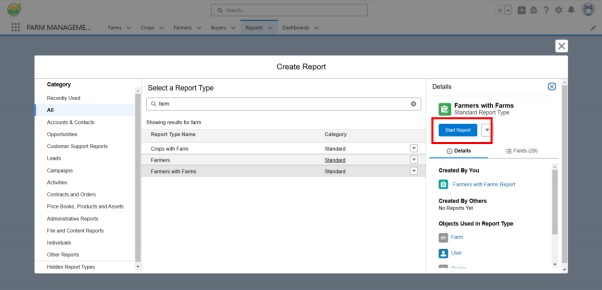 Search...
FARM MANAGEME...
Farms
Crops
Farmers
Buyers
Reports
Dashboards
Create Report
Category
Recently Used
All
Accounts & Contacts
Opportunities
Customer Support Reports
Leads
Campaigns
Activities
Contracts and Orders
Price Books, Products and Assets
Administrative Reports
File and Content Reports
Individuals
Other Reports
Hidden Report Types
Select a Report Type
farm
Showing results for farm
Report Type Name Category
Crops with Farm Standard
Farmers Standard
Farmers with Farms Standard
Details
Farmers with Farms
Standard Report Type
Start Report
Details Fields (29)
Created By You
Farmers with Farms Report
Created By Others
No Reports Yet
Objects Used in Report Type
Farm
User